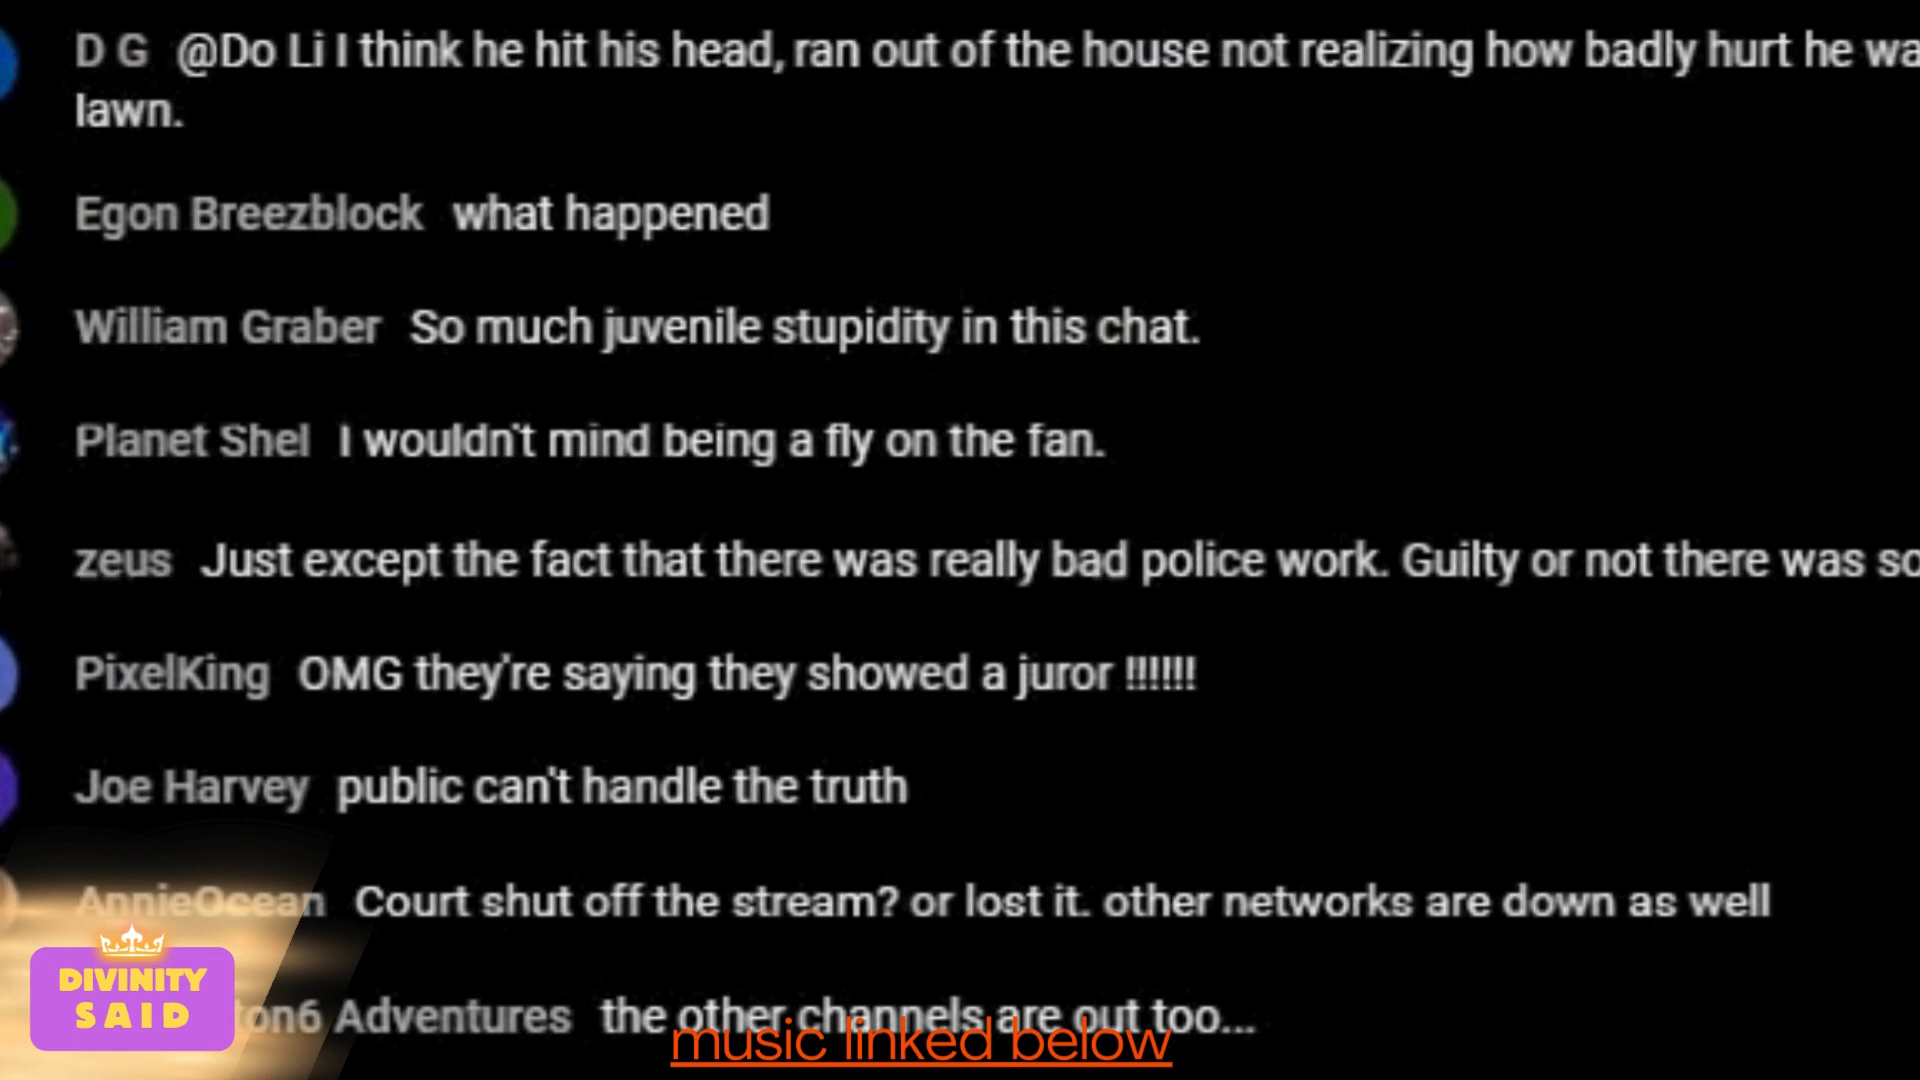 D G @Do Li I think he hit his head, ran out of the house not realizing how badly hurt he
lawn.
Egon Breezblock what happened
William Graber So much juvenile stupidity in this chat.
Planet Shel I wouldn't mind being a fly on the fan.
zeus Just except the fact that there was really bad police work. Guilty or not there was
PixelKing OMG they're saying they showed a juror !!!!!!
Joe Harvey public can't handle the truth
AnnieOcean Court shut off the stream? or lost it. other networks are down as well
Adventures the other channels are out too...
DIVINITY
SAID
music linked below